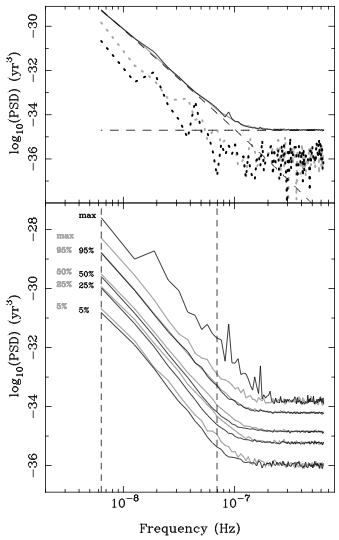 log10(PSD) (yr³)
−30
−32
−34
−36
log10(PSD) (yr³)
−28
−30
−32
−34
−36
max
max
95% 95%
50% 50%
25% 25%
5% 5%
10⁻⁸ 10⁻⁷
Frequency (Hz)